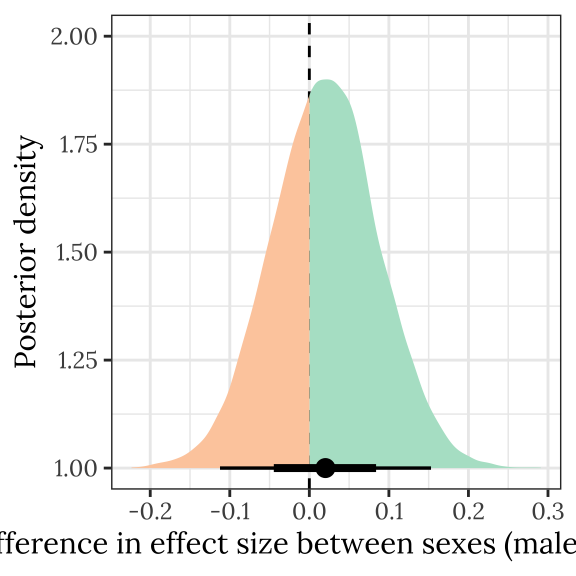 2.00
1.75
1.50
1.25
1.00
Posterior density
-0.2 -0.1 0.0 0.1 0.2 0.3
fference in effect size between sexes (male